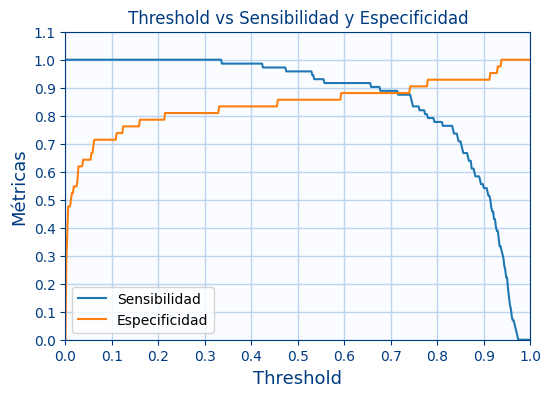 Threshold vs Sensibilidad y Especificidad
Métricas
1.1
1.0
0.9
0.8
0.7
0.6
0.5
0.4
0.3
0.2
0.1
0.0
Sensibilidad
Especificidad
0.0 0.1 0.2 0.3 0.4 0.5 0.6 0.7 0.8 0.9 1.0
Threshold